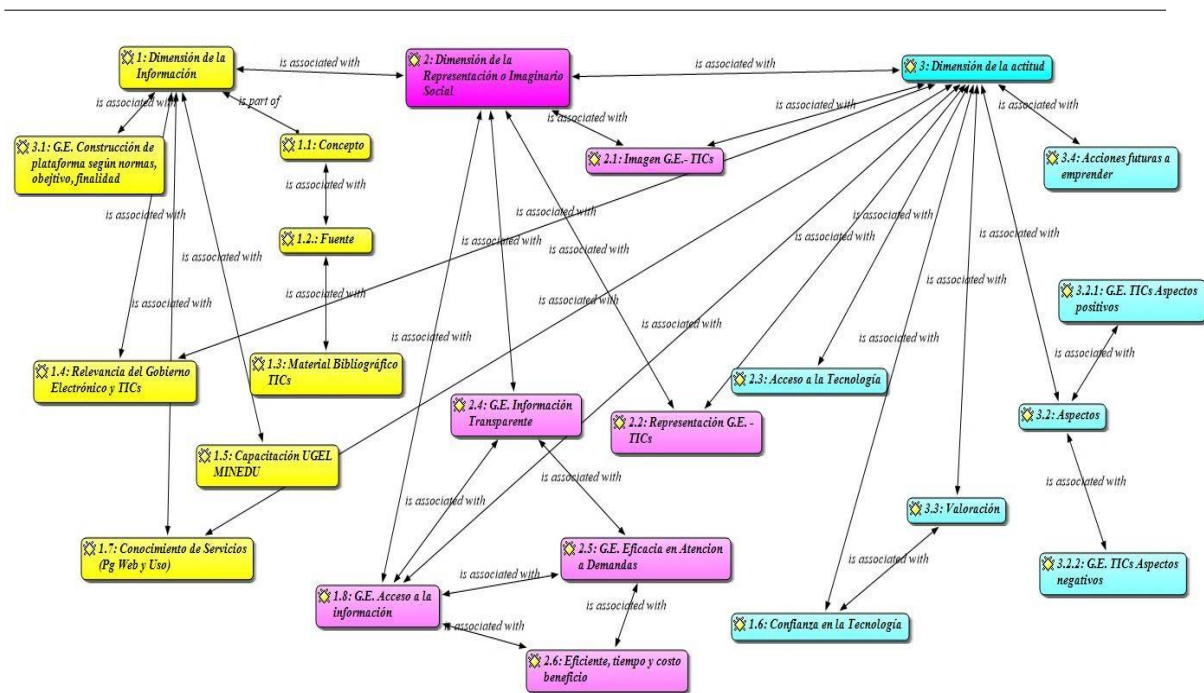 1: Dimensión de la
Información
is associated with
2: Dimensión de la
Representación o Imaginario
Social
is associated with
3: Dimensión de la actitud
is associated with
is part of
is associated with
is associated with
is associated with
3.1: G.E. Construcción de
plataforma según normas,
obejtivo, finalidad
1.1: Concepto
2.1: Imagen G.E.- TICs
3.4: Acciones futuras a
emprender
is associated with
is associated with
is associated with
is associated with
is associated with
is associated with
is associated with
1.2.: Fuente
is associated with
is associated with
is associated with
is associated with
is associated with
3.2.1: G.E. TICs Aspectos
positivos
is associated with
is associated with
is associated with
is associated with
is associated with
1.4: Relevancia del Gobierno
Electrónico y TICs
1.3: Material Bibliográfico
TICs
2.3: Acceso a la Tecnología
2.4: G.E. Información
Transparente
2.2: Representación G.E. -
TICs
3.2: Aspectos
1.5: Capacitación UGEL
MINEDU
is associated with
is associated with
is associated with
3.3: Valoración
1.7: Conocimiento de Servicios
(Pg Web y Uso)
2.5: G.E. Eficacia en Atencion
a Demandas
3.2.2: G.E. TICs Aspectos
negativos
is associated with
is associated with
1.8: G.E. Acceso a la
información
is associated with
is associated with
1.6: Confianza en la Tecnología
2.6: Eficiente, tiempo y costo
beneficio